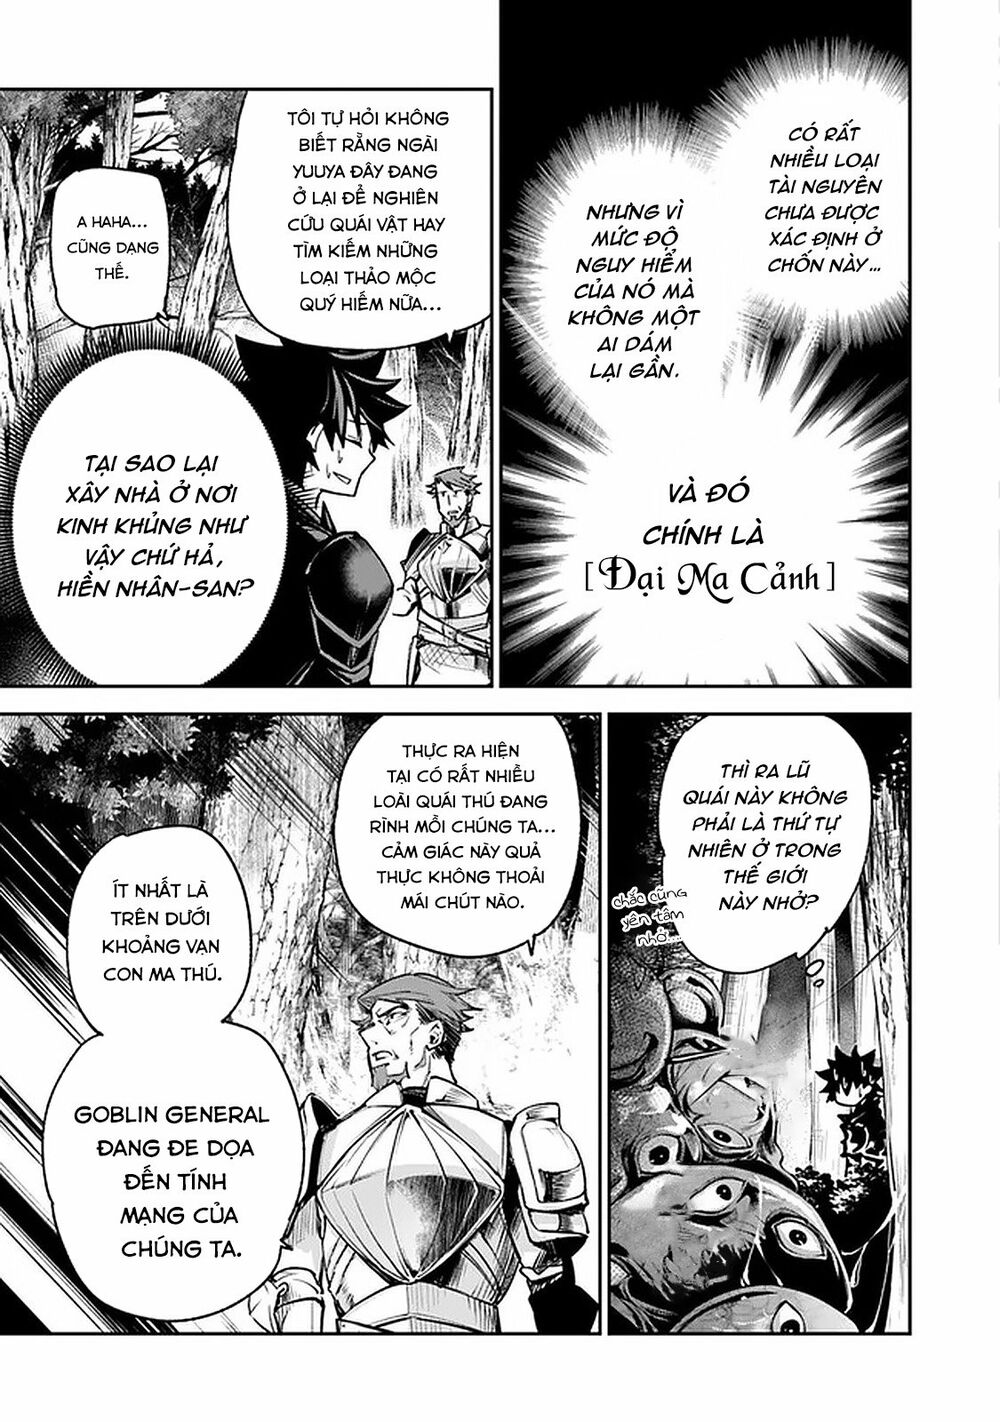 CÓ RẤT
NHIỀU LOẠI
TÀI NGUYÊN
CHƯA ĐƯỢC
XÁC ĐỊNH Ở
CHỐN NÀY...
NHƯNG VÌ
MỨC ĐỘ
NGUY HIỂM
CỦA NÓ MÀ
KHÔNG MỘT
AI DÁM
LẠI GẦN.
VÀ ĐÓ
CHÍNH LÀ
[Đại Ma Cảnh]
TÔI TỰ HỎI KHÔNG
BIẾT RẰNG NGÀI
YUUYA ĐÂY ĐANG
Ở LẠI ĐỂ NGHIÊN
CỨU QUÁI VẬT HAY
TÌM KIẾM NHỮNG
LOẠI THẢO MỘC
QUÝ HIẾM NỮA...
A HAHA...
CŨNG DẠNG
THẾ.
TẠI SAO LẠI
XÂY NHÀ Ở NƠI
KINH KHỦNG NHƯ
VẬY CHỨ HẢ,
HIỀN NHÂN-SAN?
THÌ RA LŨ
QUÁI NÀY KHÔNG
PHẢI LÀ THỨ TỰ
NHIÊN Ở TRONG
THẾ GIỚI
NÀY NHỞ?
chắc cũng
yên tâm
nhở....
THỰC RA HIỆN
TẠI CÓ RẤT NHIỀU
LOÀI QUÁI THÚ ĐANG
RÌNH MỒI CHÚNG TA...
CẢM GIÁC NÀY QUẢ
THỰC KHÔNG THOẢI
MÁI CHÚT NÀO.
ÍT NHẤT LÀ
TRÊN DƯỚI
KHOẢNG VẠN
CON MA THÚ.
GOBLIN GENERAL
ĐANG ĐE DỌA
ĐẾN TÍNH
MẠNG CỦA
CHÚNG TA.